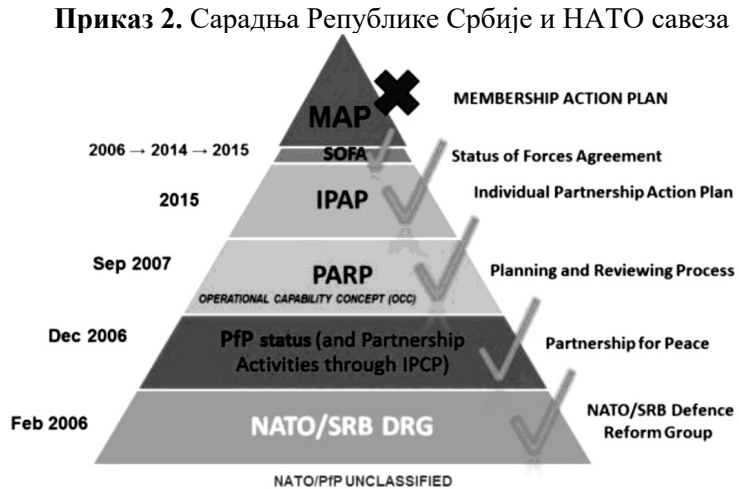 Приказ 2. Сарадња Републике Србије и НАТО савеза
MAP
MEMBERSHIP ACTION PLAN
2006 → 2014 → 2015
SOFA
Status of Forces Agreement
2015
IPAP
Individual Partnership Action Plan
Sep 2007
PARP
OPERATIONAL CAPABILITY CONCEPT (OCC)
Planning and Reviewing Process
Dec 2006
PfP status (and Partnership
Activities through IPCP)
Partnership for Peace
Feb 2006
NATO/SRB DRG
NATO/SRB Defence
Reform Group
NATO/PfP UNCLASSIFIED